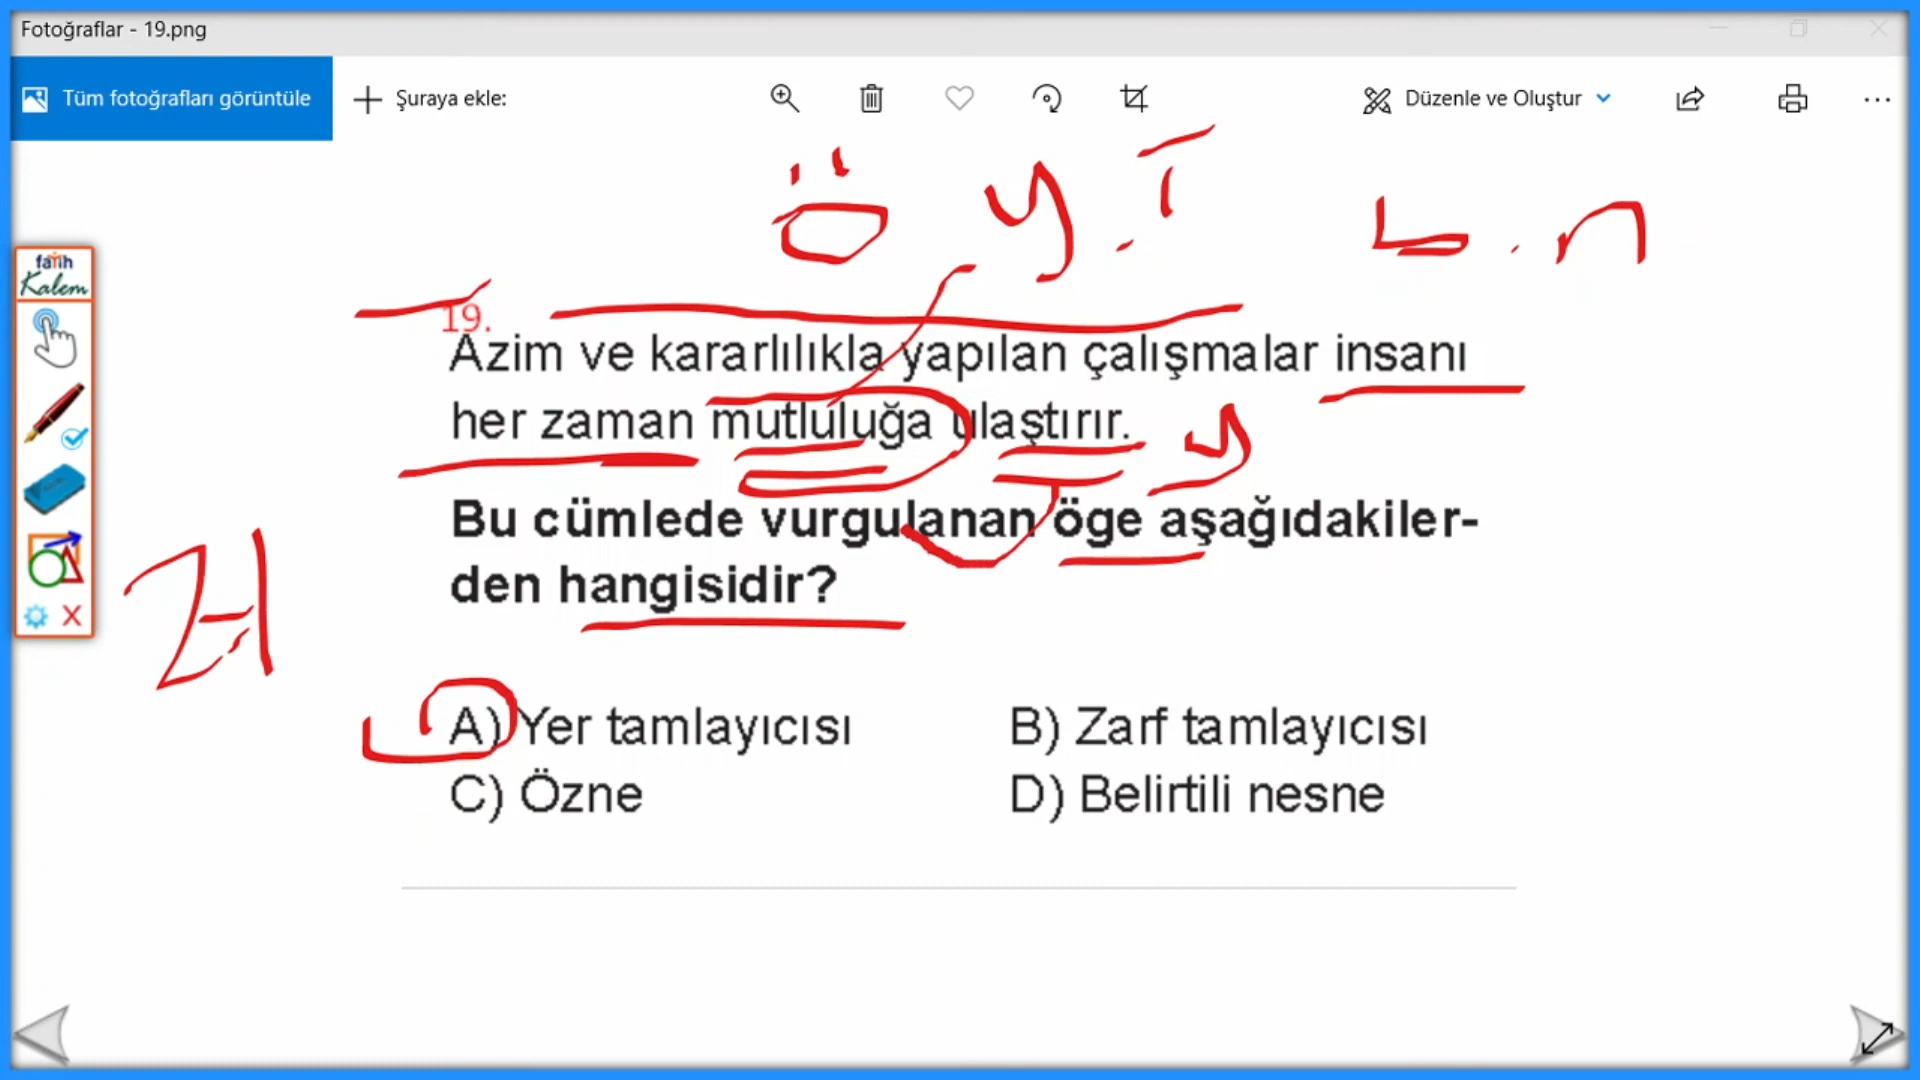 Fotoğraflar - 19.png
Tüm fotoğrafları görüntüle
Şuraya ekle:
Düzenle ve Oluştur
ö y.T b.n
fatih
Kalem
19.
Azim ve kararlılıkla yapılan çalışmalar insanı
her zaman mutluluğa ulaştırır.
y
Bu cümlede vurgulanan öge aşağıdakiler-
den hangisidir?
A) Yer tamlayıcısı
B) Zarf tamlayıcısı
C) Özne
D) Belirtili nesne